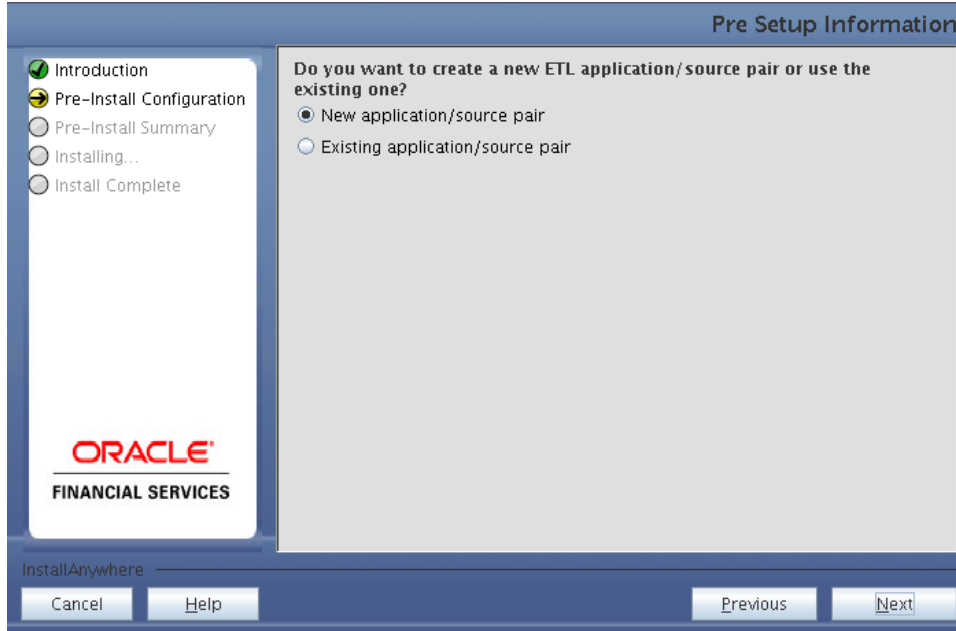 Pre Setup Information
Introduction
Pre-Install Configuration
Pre-Install Summary
Installing...
Install Complete
Do you want to create a new ETL application/source pair or use the
existing one?
New application/source pair
Existing application/source pair
ORACLE
FINANCIAL SERVICES
InstallAnywhere
Cancel
Help
Previous
Next